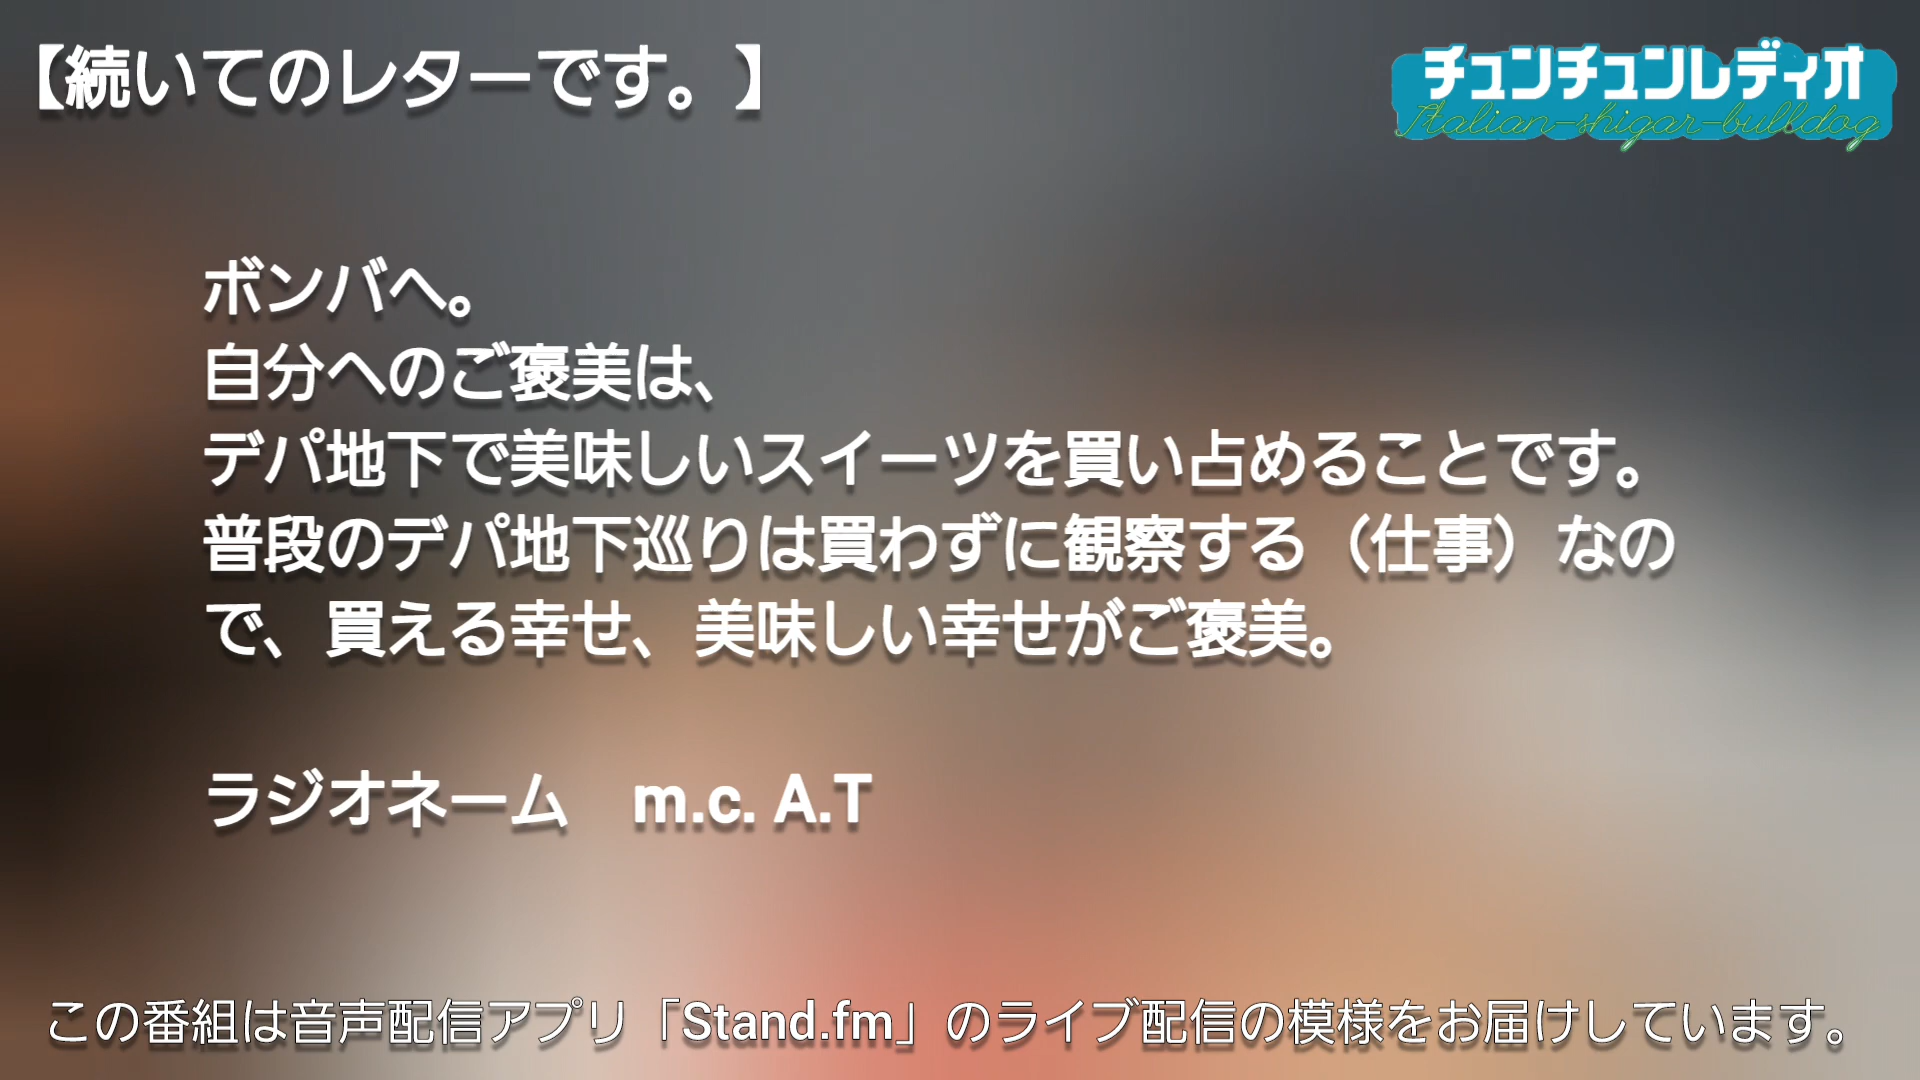 【続いてのレターです。】
チュンチュンレディオ
Italian-shigar-bulldog
ボンバヘ。
自分へのご褒美は、
デパ地下で美味しいスイーツを買い占めることです。
普段のデパ地下巡りは買わずに観察する（仕事）なの
で、買える幸せ、美味しい幸せがご褒美。
ラジオネーム　m.c. A.T
この番組は音声配信アプリ「Stand.fm」のライブ配信の模様をお届けしています。